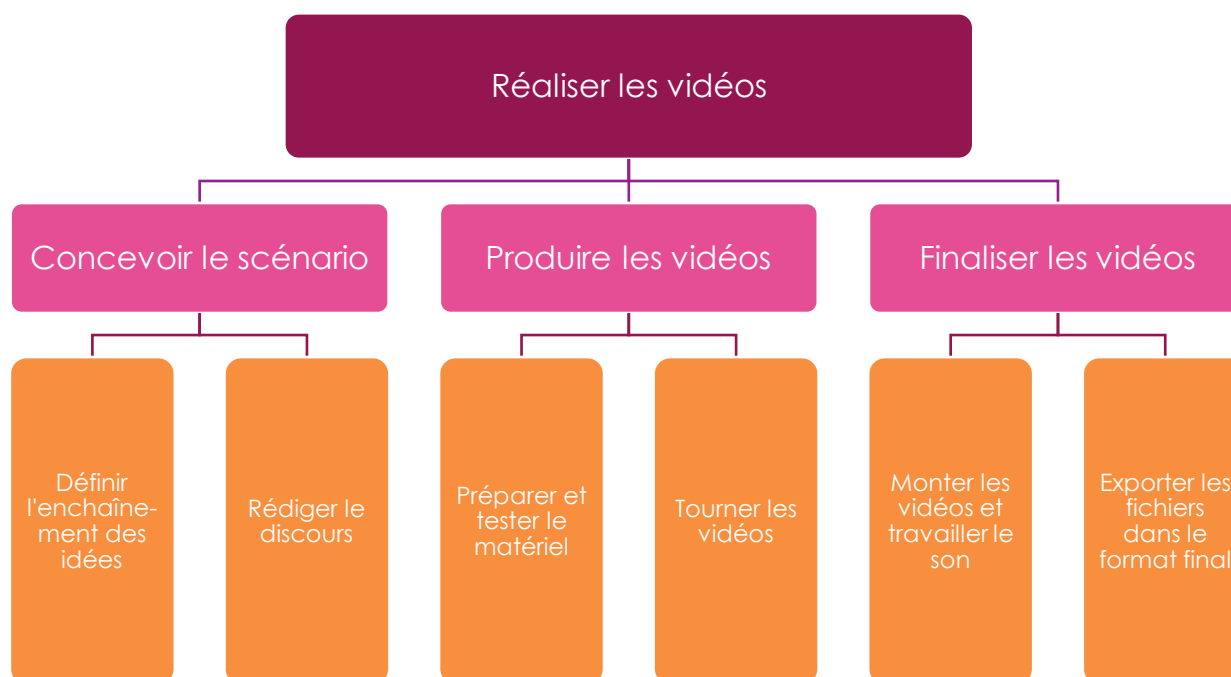 Réaliser les vidéos
Concevoir le scénario
Produire les vidéos
Finaliser les vidéos
Définir
l'enchaîne-
ment des
idées
Rédiger le
discours
Préparer et
tester le
matériel
Tourner les
vidéos
Monter les
vidéos et
travailler le
son
Exporter les
fichiers
dans le
format final